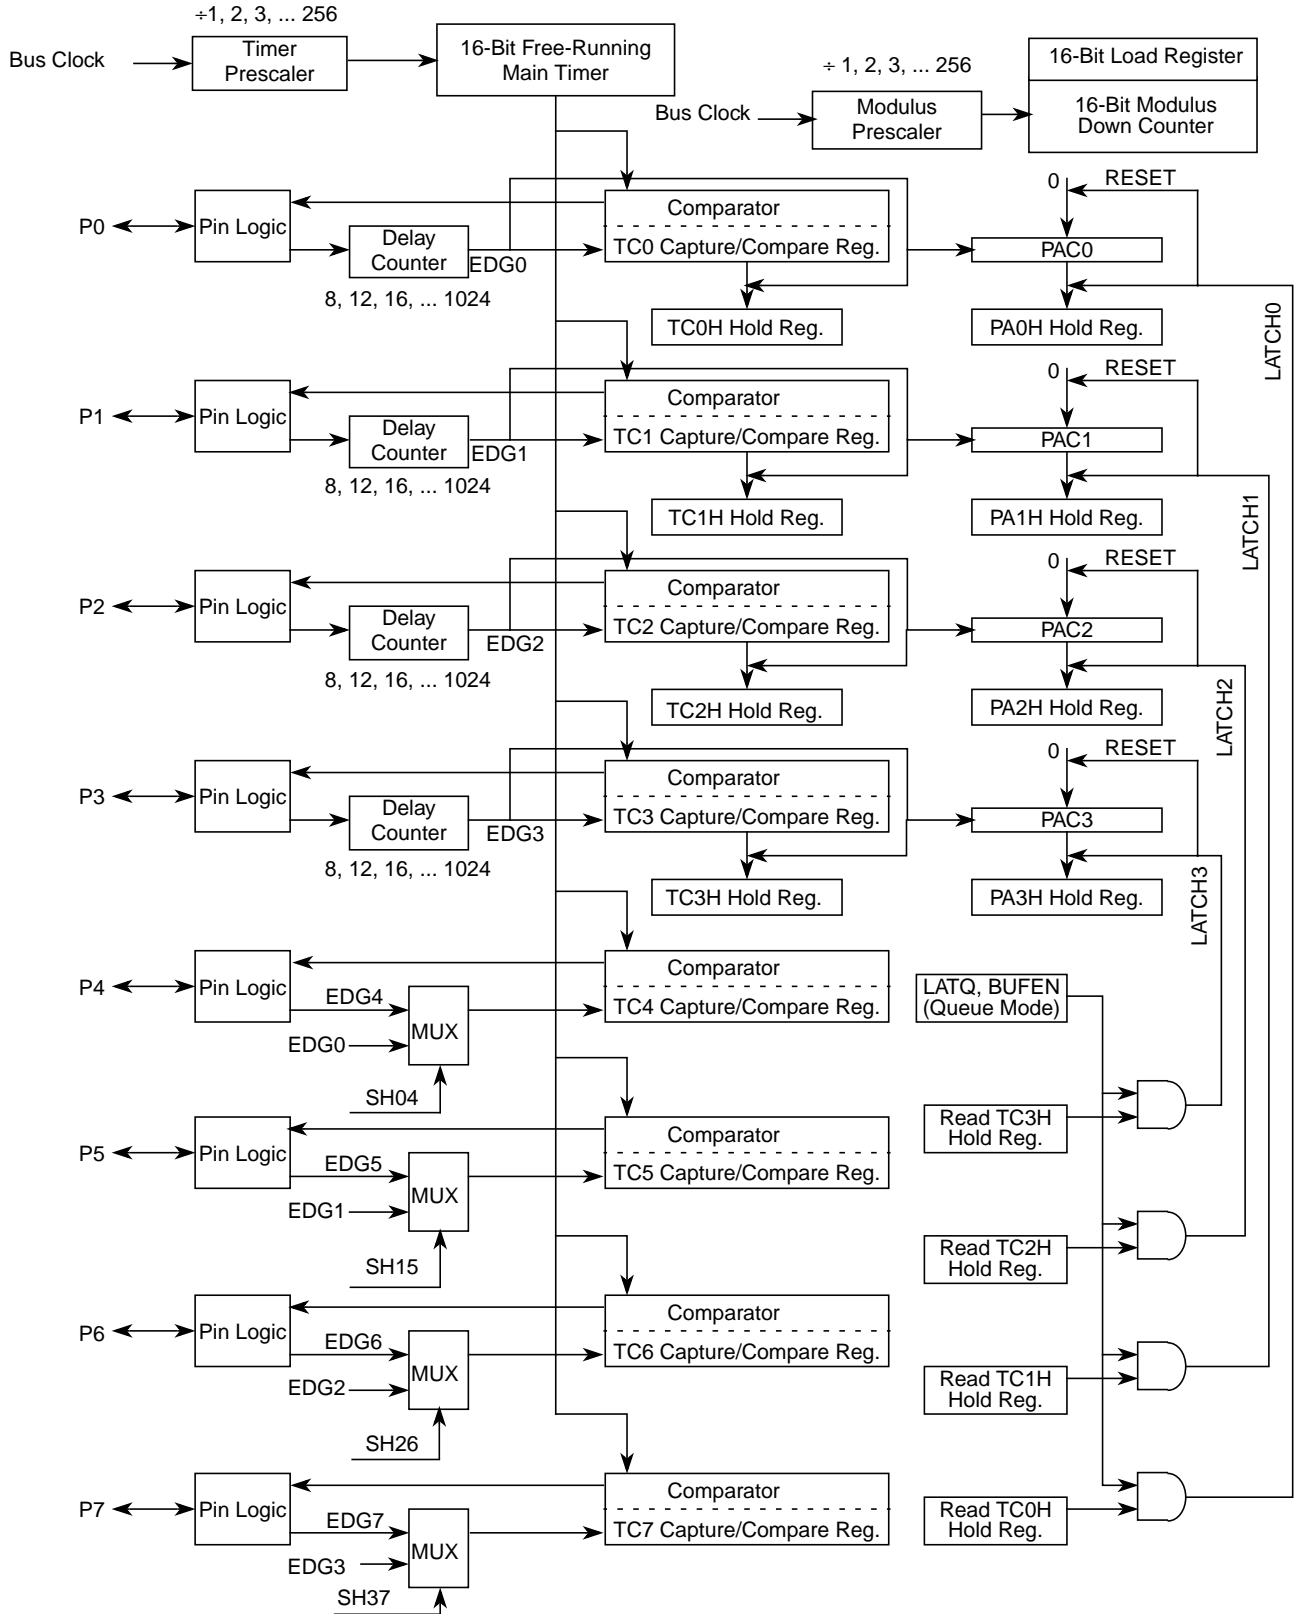 ÷1, 2, 3, ... 256
Bus Clock
Timer
Prescaler
16-Bit Free-Running
Main Timer
÷ 1, 2, 3, ... 256
Bus Clock
Modulus
Prescaler
16-Bit Load Register
16-Bit Modulus
Down Counter
P0
Pin Logic
Delay
Counter
8, 12, 16, ... 1024
EDG0
Comparator
TC0 Capture/Compare Reg.
TC0H Hold Reg.
0
RESET
PAC0
PA0H Hold Reg.
LATCH0
P1
Pin Logic
Delay
Counter
8, 12, 16, ... 1024
EDG1
Comparator
TC1 Capture/Compare Reg.
TC1H Hold Reg.
0
RESET
PAC1
PA1H Hold Reg.
LATCH1
P2
Pin Logic
Delay
Counter
8, 12, 16, ... 1024
EDG2
Comparator
TC2 Capture/Compare Reg.
TC2H Hold Reg.
0
RESET
PAC2
PA2H Hold Reg.
LATCH2
P3
Pin Logic
Delay
Counter
8, 12, 16, ... 1024
EDG3
Comparator
TC3 Capture/Compare Reg.
TC3H Hold Reg.
0
RESET
PAC3
PA3H Hold Reg.
LATCH3
P4
Pin Logic
EDG4
EDG0
MUX
SH04
Comparator
TC4 Capture/Compare Reg.
LATQ, BUFEN
(Queue Mode)
Read TC3H
Hold Reg.
P5
Pin Logic
EDG5
EDG1
MUX
SH15
Comparator
TC5 Capture/Compare Reg.
Read TC2H
Hold Reg.
P6
Pin Logic
EDG6
EDG2
MUX
SH26
Comparator
TC6 Capture/Compare Reg.
Read TC1H
Hold Reg.
P7
Pin Logic
EDG7
EDG3
MUX
SH37
Comparator
TC7 Capture/Compare Reg.
Read TC0H
Hold Reg.